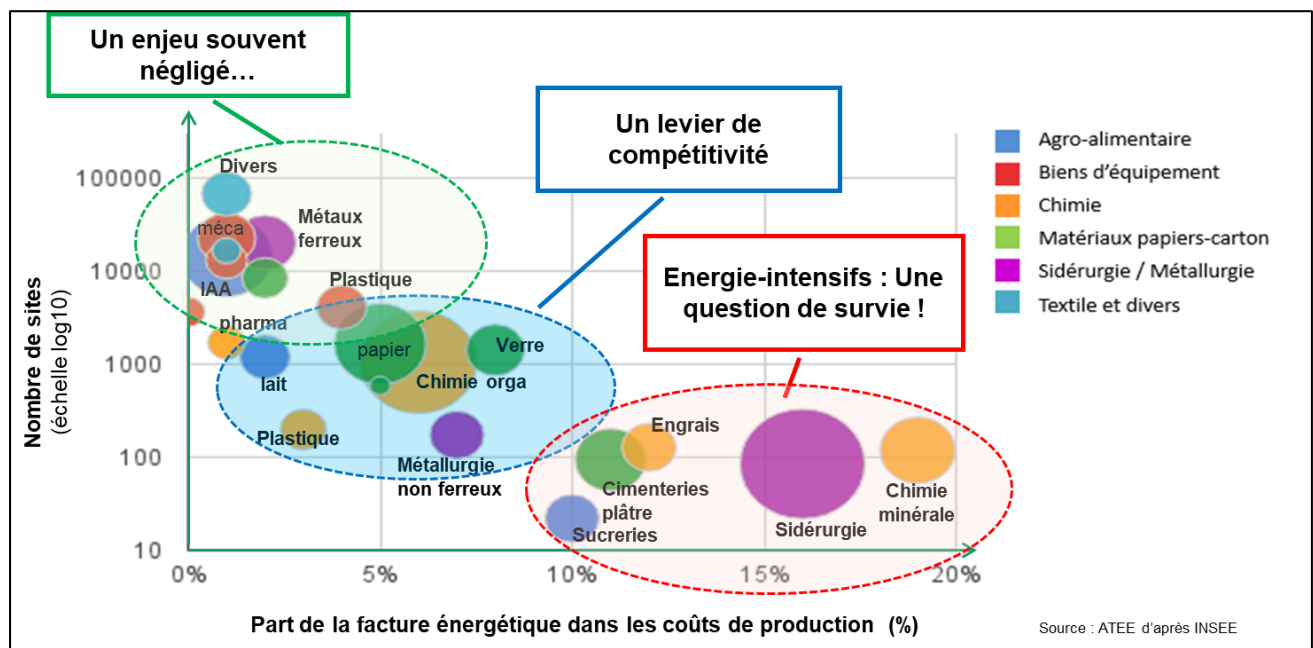 Un enjeu souvent
négligé…
Un levier de
compétitivité
Energie-intensifs : Une
question de survie !
Agro-alimentaire
Biens d’équipement
Chimie
Matériaux papiers-carton
Sidérurgie / Métallurgie
Textile et divers
Nombre de sites
(échelle log10)
100000
10000
1000
100
10
Divers
méca
Métaux
ferreux
IAA
Plastique
pharma
lait
papier
Verre
Chimie orga
Plastique
Métallurgie
non ferreux
Engrais
Cimenteries
plâtre
Sucreries
Sidérurgie
Chimie
minérale
0%
5%
10%
15%
20%
Part de la facture énergétique dans les coûts de production (%)
Source : ATEE d’après INSEE